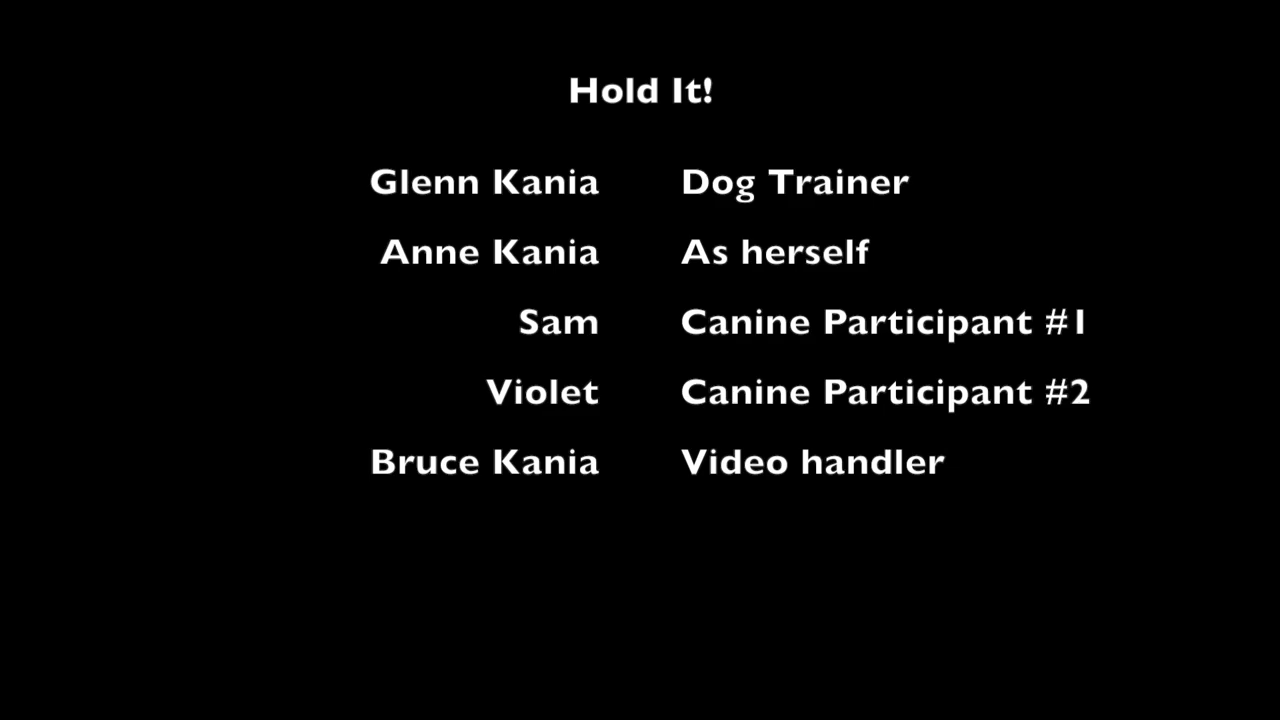 Hold It!
Glenn Kania Dog Trainer
Anne Kania As herself
Sam Canine Participant #1
Violet Canine Participant #2
Bruce Kania Video handler